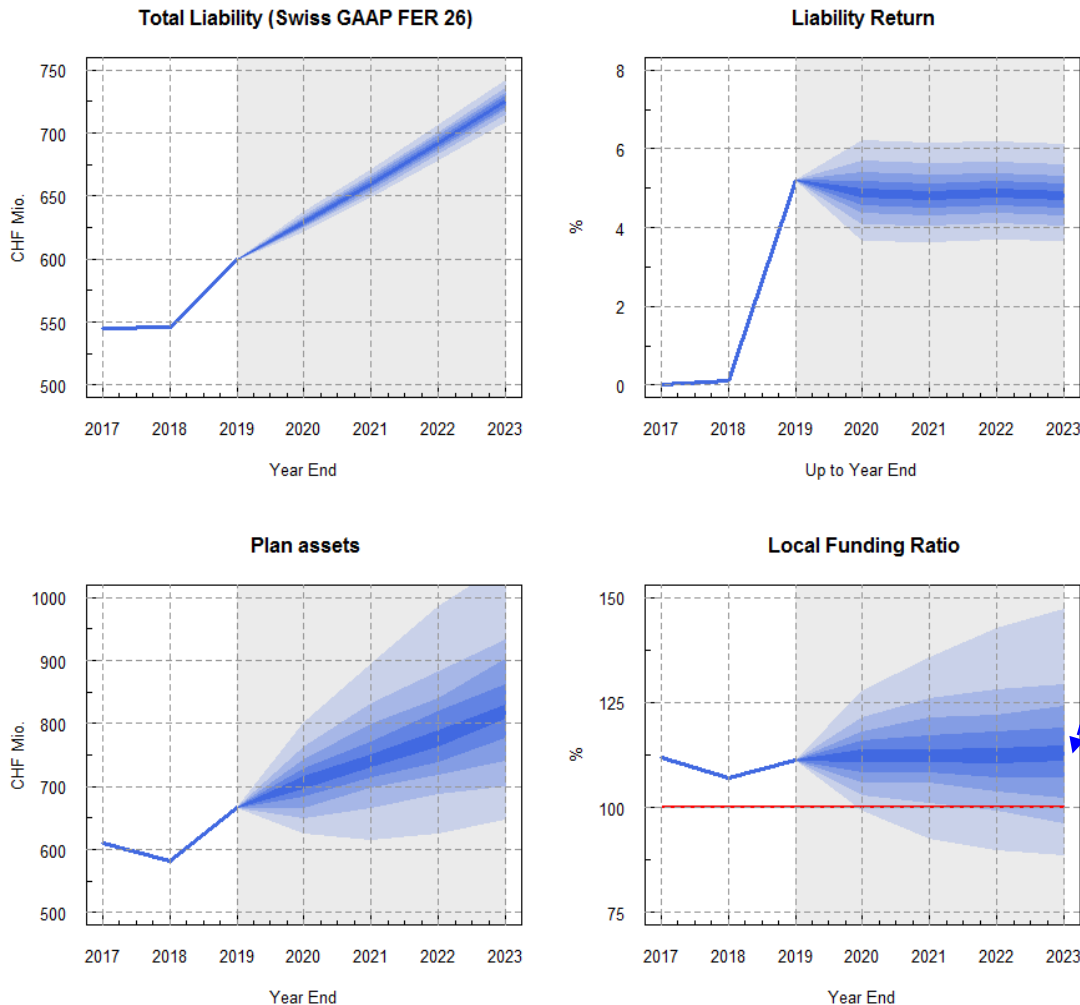 Total Liability (Swiss GAAP FER 26)
CHF Mio.
750
700
650
600
550
500
2017 2018 2019 2020 2021 2022 2023
Year End
Liability Return
%
8
6
4
2
0
2017 2018 2019 2020 2021 2022 2023
Up to Year End
Plan assets
CHF Mio.
1000
900
800
700
600
500
2017 2018 2019 2020 2021 2022 2023
Year End
Local Funding Ratio
%
150
125
100
75
2017 2018 2019 2020 2021 2022 2023
Year End